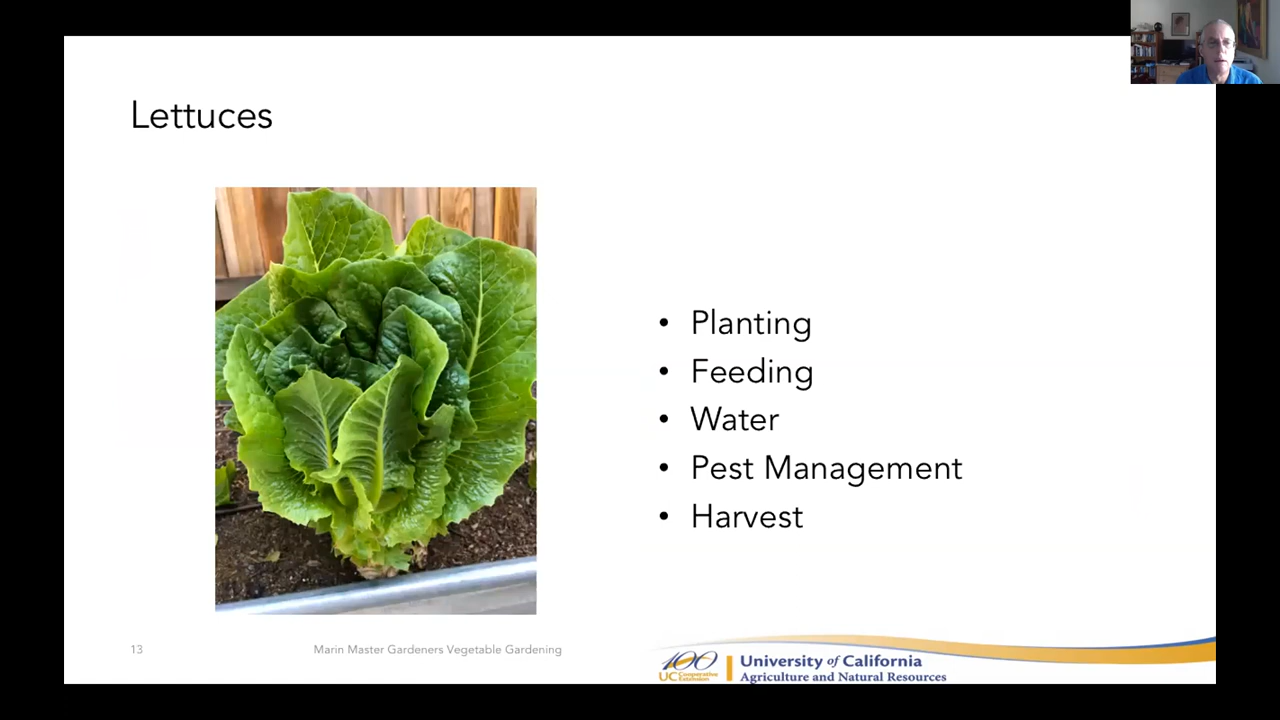 Lettuces
• Planting
• Feeding
• Water
• Pest Management
• Harvest
13
Marin Master Gardeners Vegetable Gardening
100
UC Cooperative Extension
University of California
Agriculture and Natural Resources